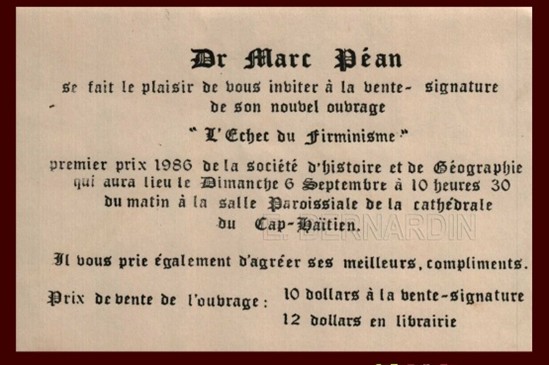 Dr Marc Péan
se fait le plaisir de vous inviter à la vente- signature
de son nouvel ouvrage
"L'Echec du Firminisme"
premier prix 1986 de la société d'histoire et de Géographie
qui aura lieu le Dimanche 6 Septembre à 10 heures 30
du matin à la salle Paroissiale de la cathédrale
du Cap-Haïtien.
E. BERNARDIN
Il vous prie également d'agréer ses meilleurs, compliments.
Prix de vente de l'ouvrage: 10 dollars à la vente-signature
12 dollars en librairie